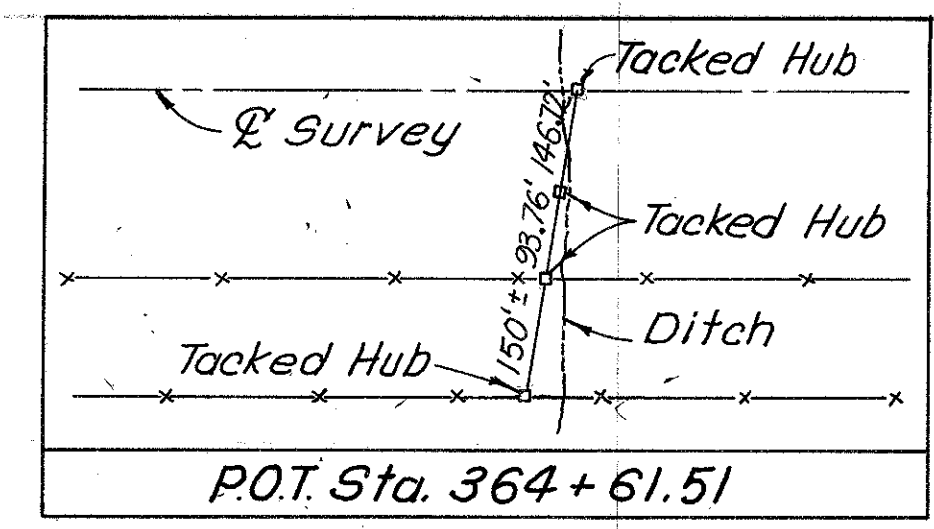 Tacked Hub
℄ Survey
146.72'
93.76'
Tacked Hub
150'±
Ditch
Tacked Hub
P.O.T. Sta. 364 + 61.51